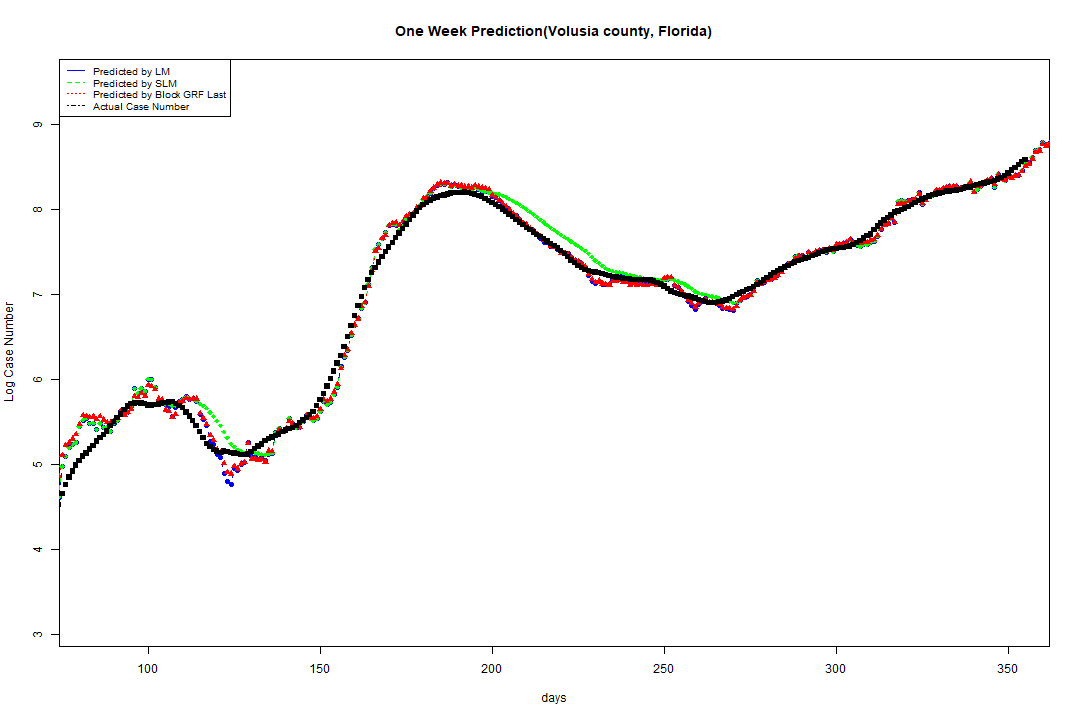 One Week Prediction(Volusia county, Florida)
Predicted by LM
Predicted by SLM
Predicted by Block GRF Last
Actual Case Number
9
8
7
6
5
4
3
Log Case Number
100 150 200 250 300 350
days